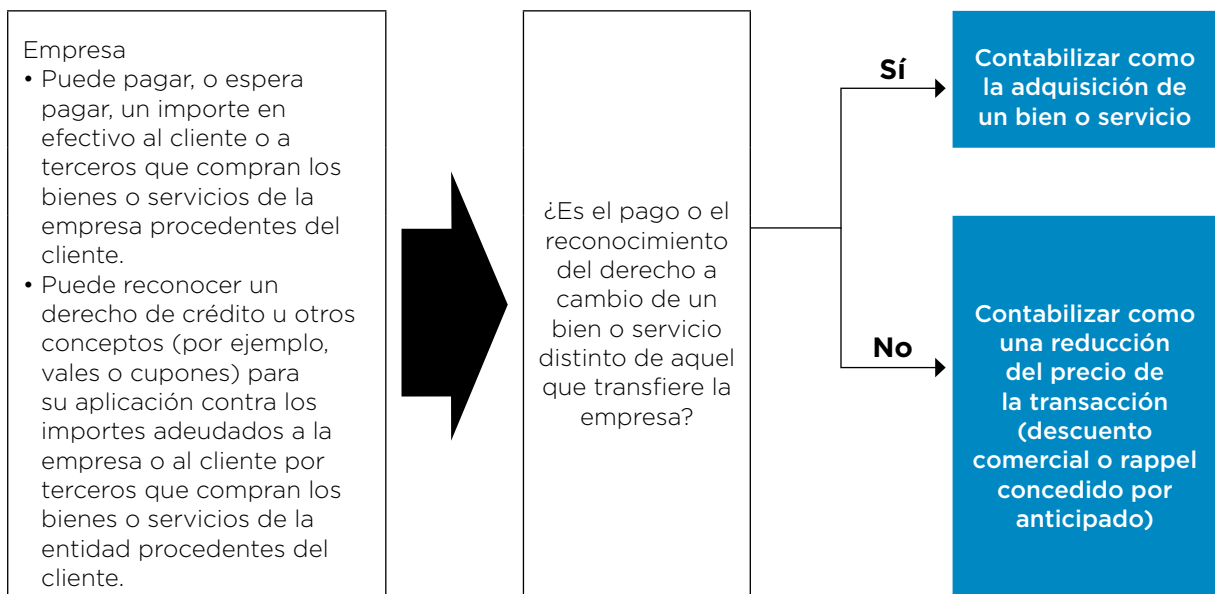 Empresa
• Puede pagar, o espera
pagar, un importe en
efectivo al cliente o a
terceros que compran los
bienes o servicios de la
empresa procedentes del
cliente.
• Puede reconocer un
derecho de crédito u otros
conceptos (por ejemplo,
vales o cupones) para
su aplicación contra los
importes adeudados a la
empresa o al cliente por
terceros que compran los
bienes o servicios de la
entidad procedentes del
cliente.
¿Es el pago o el
reconocimiento
del derecho a
cambio de un
bien o servicio
distinto de aquel
que transfiere la
empresa?
Sí
Contabilizar como
la adquisición de
un bien o servicio
No
Contabilizar como
una reducción
del precio de
la transacción
(descuento
comercial o rappel
concedido por
anticipado)